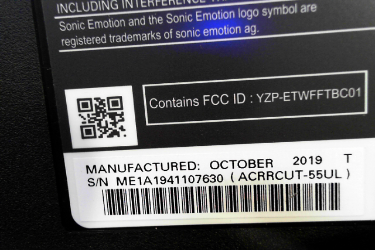 INCLUDING INTERFERENCE
Sonic Emotion and the Sonic Emotion logo symbol are
registered trademarks of sonic emotion ag.
Contains FCC ID : YZP-ETWFFTBC01
MANUFACTURED: OCTOBER 2019 T
S/N ME1A1941107630 ( ACRRCUT-55UL )